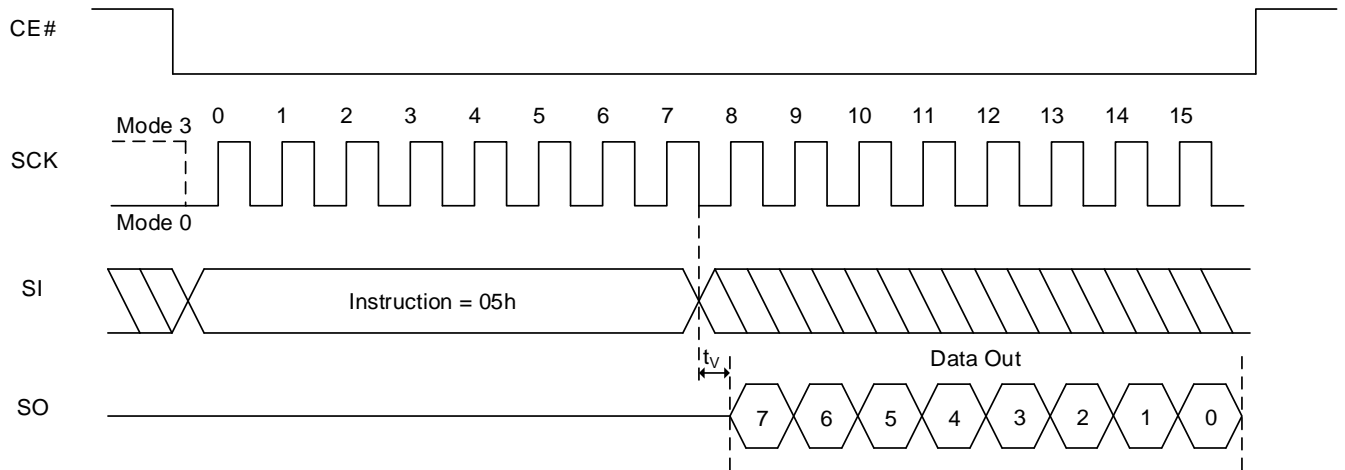 CE#
Mode 3
0 1 2 3 4 5 6 7 8 9 10 11 12 13 14 15
SCK
Mode 0
SI
Instruction = 05h
tV
Data Out
SO
7 6 5 4 3 2 1 0